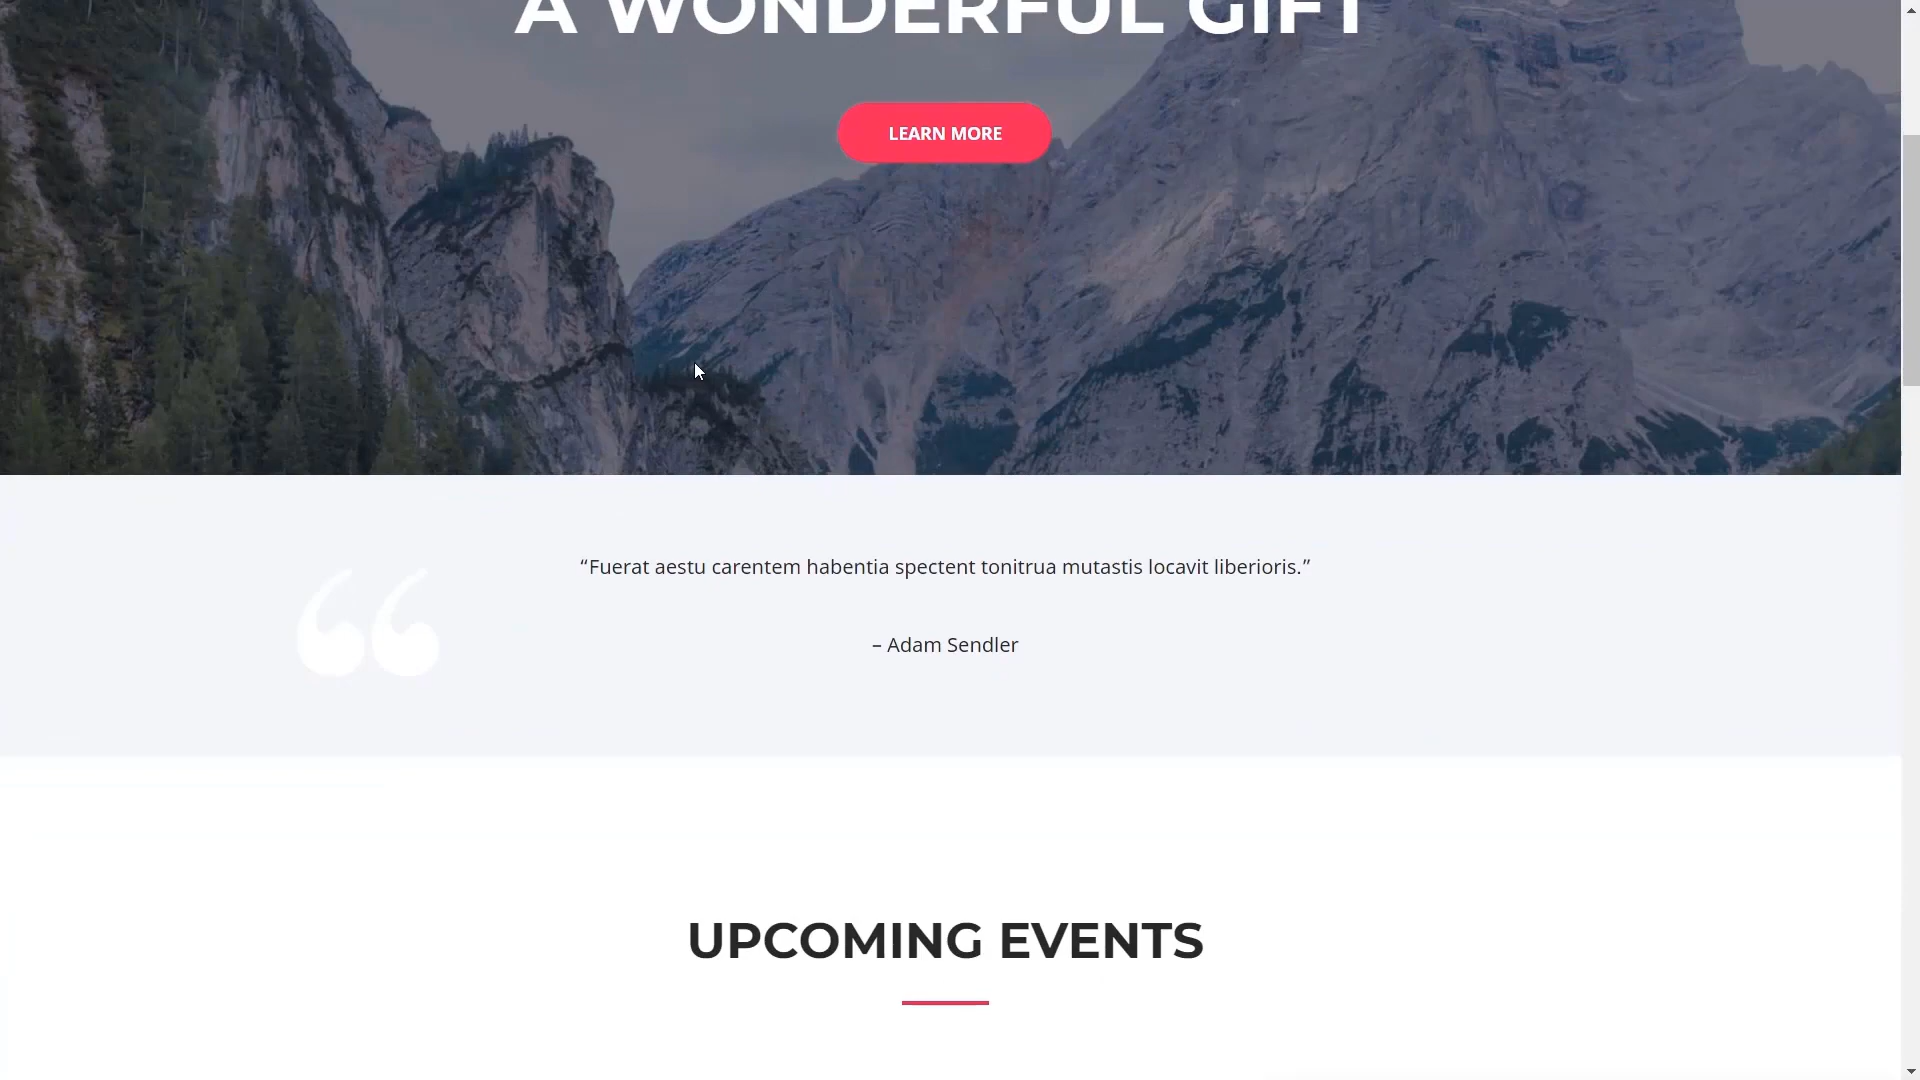 A WONDERFUL GIFT
LEARN MORE
“Fuerat aestu carentem habentia spectent tonitrua mutastis locavit liberioris.”
– Adam Sendler
UPCOMING EVENTS